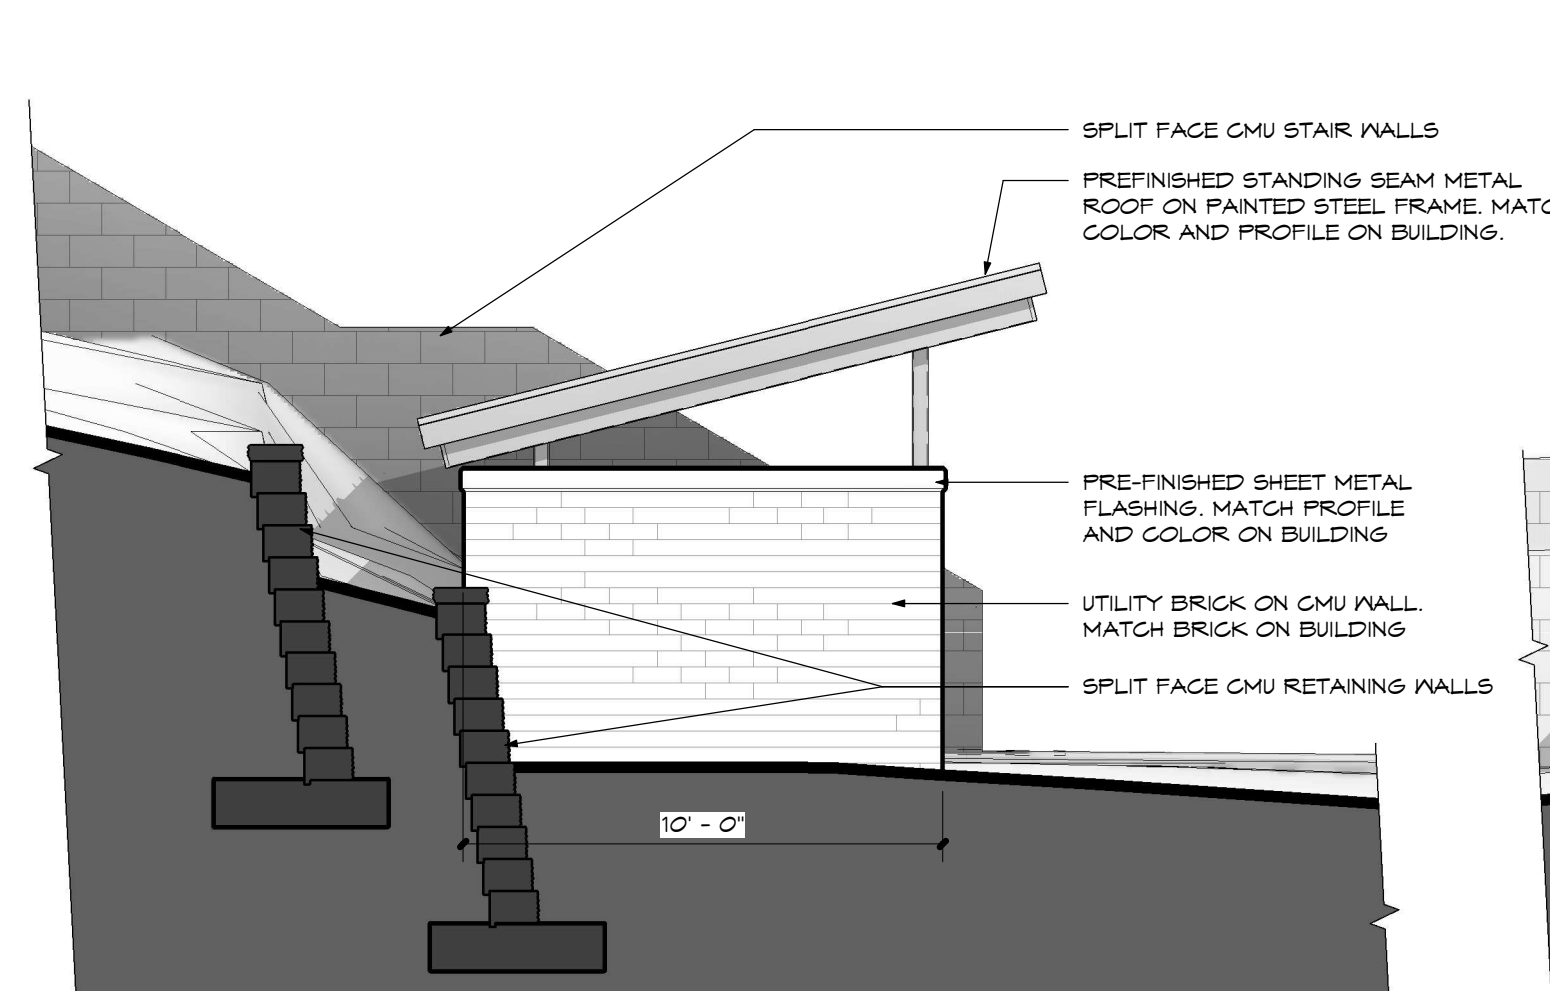 SPLIT FACE CMU STAIR WALLS
PREFINISHED STANDING SEAM METAL
ROOF ON PAINTED STEEL FRAME. MATC
COLOR AND PROFILE ON BUILDING.
PRE-FINISHED SHEET METAL
FLASHING. MATCH PROFILE
AND COLOR ON BUILDING
UTILITY BRICK ON CMU WALL.
MATCH BRICK ON BUILDING
SPLIT FACE CMU RETAINING WALLS
10' - 0"